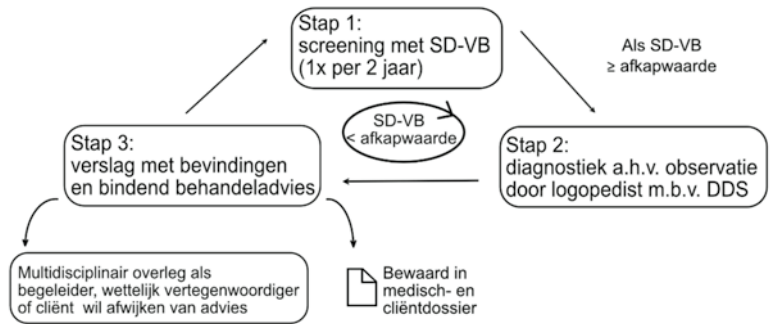 Stap 1:
screening met SD-VB
(1x per 2 jaar)
Als SD-VB
≥ afkapwaarde
SD-VB
< afkapwaarde
Stap 2:
diagnostiek a.h.v. observatie
door logopedist m.b.v. DDS
Stap 3:
verslag met bevindingen
en bindend behandeladvies
Multidisciplinair overleg als
begeleider, wettelijk vertegenwoordiger
of cliënt wil afwijken van advies
Bewaard in
medisch- en
cliëntdossier